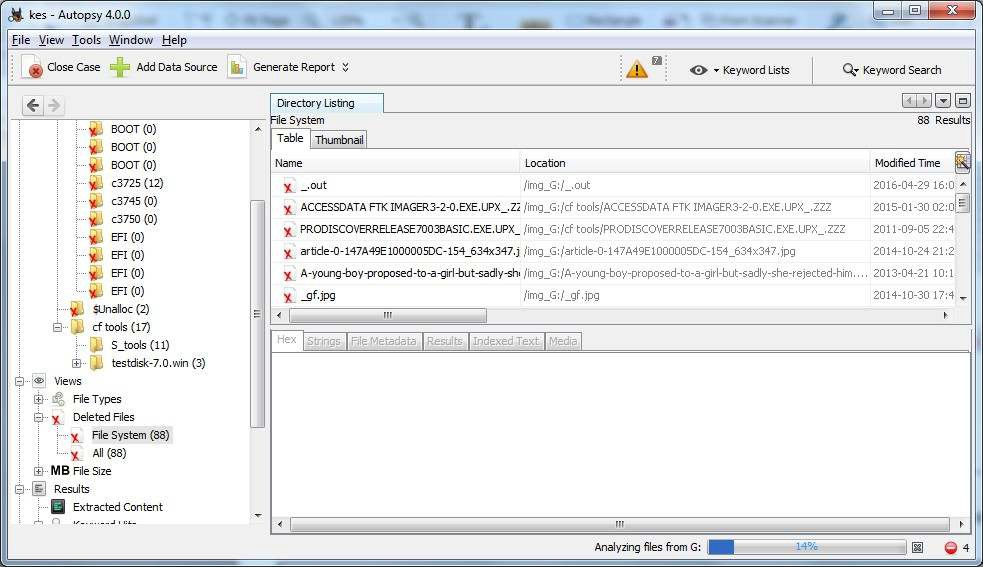 kes - Autopsy 4.0.0
File View Tools Window Help
Close Case Add Data Source Generate Report 7 Keyword Lists Keyword Search
Directory Listing
File System 88 Results
Table Thumbnail
Name Location Modified Time
_.out /img_G:/_.out 2016-04-29 16:0
ACCESSDATA FTK IMAGER3-2-0.EXE.UPX_.ZZZ /img_G:/cf tools/ACCESSDATA FTK IMAGER3-2-0.EXE.UPX_.ZZZ 2015-01-30 02:0
PRODISCOVERRELEASE7003BASIC.EXE.UPX_. /img_G:/cf tools/PRODISCOVERRELEASE7003BASIC.EXE.UPX_.ZZZ 2011-09-05 22:4
article-0-147A49E1000005DC-154_634x347.j /img_G:/article-0-147A49E1000005DC-154_634x347.jpg 2014-10-24 21:2
A-young-boy-proposed-to-a-girl-but-sadly-she /img_G:/A-young-boy-proposed-to-a-girl-but-sadly-she-rejected-him.... 2013-04-21 10:1
_gf.jpg /img_G:/_gf.jpg 2014-10-30 17:4
Hex Strings File Metadata Results Indexed Text Media
BOOT (0)
BOOT (0)
BOOT (0)
c3725 (12)
c3745 (0)
c3750 (0)
EFI (0)
EFI (0)
EFI (0)
EFI (0)
$Unalloc (2)
cf tools (17)
S_tools (11)
testdisk-7.0.win (3)
Views
File Types
Deleted Files
File System (88)
All (88)
MB File Size
Results
Extracted Content
Keyword Hits
Analyzing files from G: 14% 4